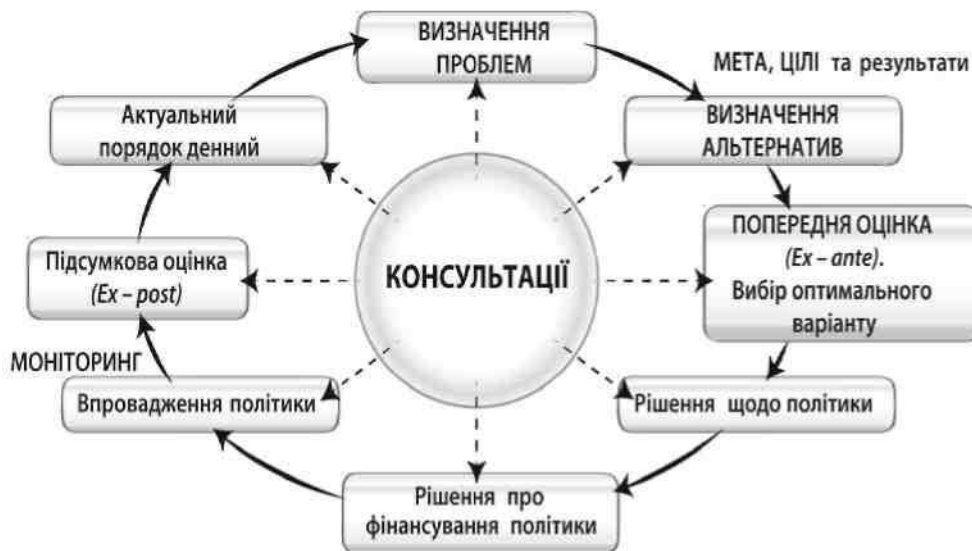 ВИЗНАЧЕННЯ
ПРОБЛЕМ
МЕТА, ЦІЛІ та результати
ВИЗНАЧЕННЯ
АЛЬТЕРНАТИВ
ПОПЕРЕДНЯ ОЦІНКА
(Ex – ante).
Вибір оптимального
варіанту
Рішення щодо політики
Рішення про
фінансування політики
Впровадження політики
МОНІТОРИНГ
Підсумкова оцінка
(Ex – post)
Актуальний
порядок денний
КОНСУЛЬТАЦІЇ